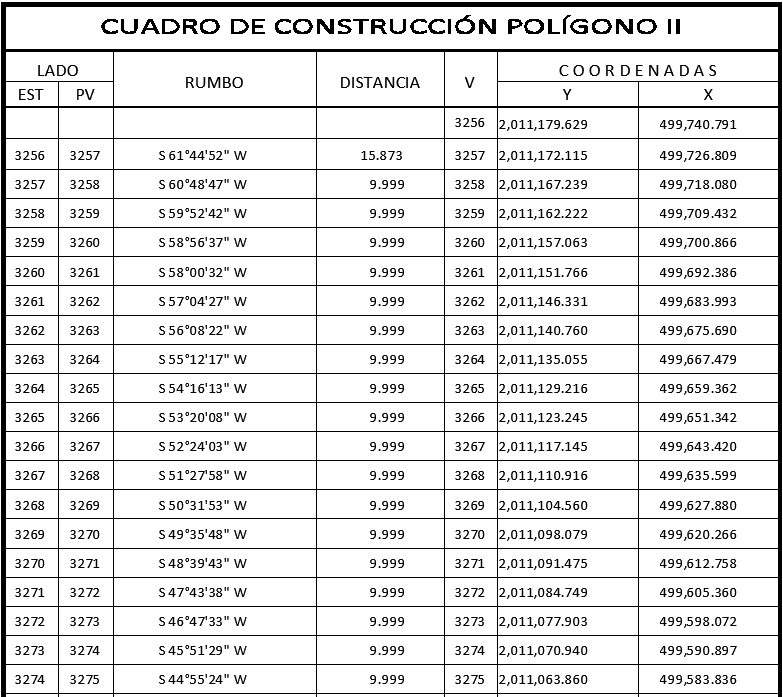 CUADRO DE CONSTRUCCIÓN POLÍGONO II
LADO RUMBO DISTANCIA V COORDENADAS
EST PV Y X
3256 2,011,179.629 499,740.791
3256 3257 S 61°44'52" W 15.873 3257 2,011,172.115 499,726.809
3257 3258 S 60°48'47" W 9.999 3258 2,011,167.239 499,718.080
3258 3259 S 59°52'42" W 9.999 3259 2,011,162.222 499,709.432
3259 3260 S 58°56'37" W 9.999 3260 2,011,157.063 499,700.866
3260 3261 S 58°00'32" W 9.999 3261 2,011,151.766 499,692.386
3261 3262 S 57°04'27" W 9.999 3262 2,011,146.331 499,683.993
3262 3263 S 56°08'22" W 9.999 3263 2,011,140.760 499,675.690
3263 3264 S 55°12'17" W 9.999 3264 2,011,135.055 499,667.479
3264 3265 S 54°16'13" W 9.999 3265 2,011,129.216 499,659.362
3265 3266 S 53°20'08" W 9.999 3266 2,011,123.245 499,651.342
3266 3267 S 52°24'03" W 9.999 3267 2,011,117.145 499,643.420
3267 3268 S 51°27'58" W 9.999 3268 2,011,110.916 499,635.599
3268 3269 S 50°31'53" W 9.999 3269 2,011,104.560 499,627.880
3269 3270 S 49°35'48" W 9.999 3270 2,011,098.079 499,620.266
3270 3271 S 48°39'43" W 9.999 3271 2,011,091.475 499,612.758
3271 3272 S 47°43'38" W 9.999 3272 2,011,084.749 499,605.360
3272 3273 S 46°47'33" W 9.999 3273 2,011,077.903 499,598.072
3273 3274 S 45°51'29" W 9.999 3274 2,011,070.940 499,590.897
3274 3275 S 44°55'24" W 9.999 3275 2,011,063.860 499,583.836